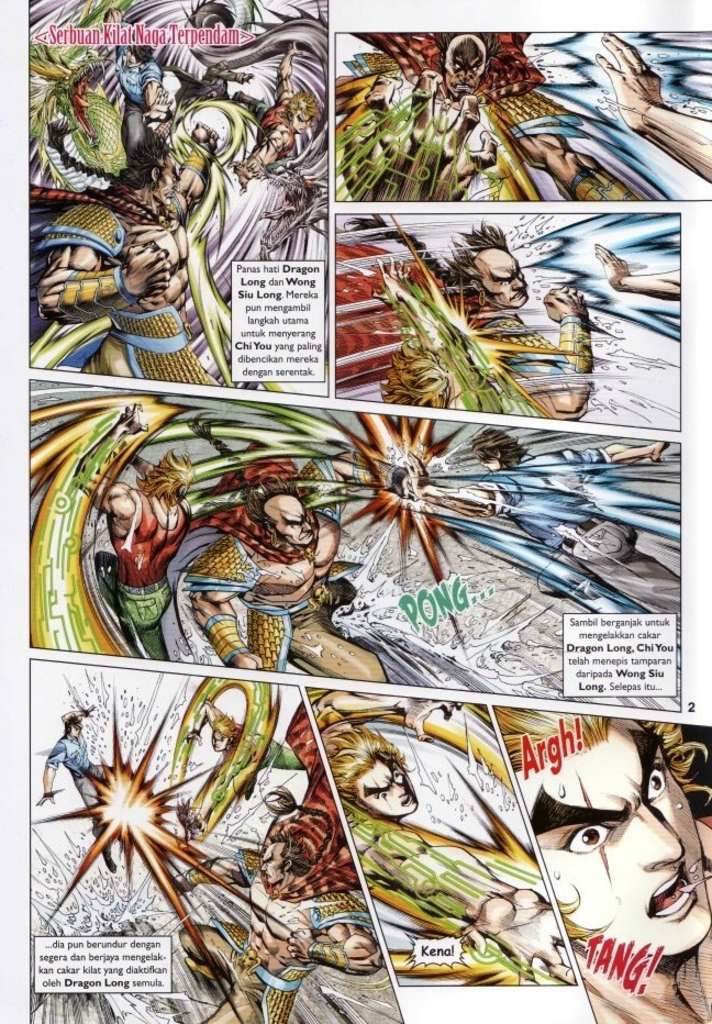 <Serbuan Kilat Naga Terpendam>
Panas hati Dragon
Long dan Wong
Siu Long. Mereka
pun mengambil
langkah utama
untuk menyerang
Chi You yang paling
dibencikan mereka
dengan serentak.
PONG...
Sambil berganjak untuk
mengelakkan cakar
Dragon Long, Chi You
telah menepis tamparan
daripada Wong Siu
Long. Selepas itu...
2
...dia pun berundur dengan
segera dan berjaya mengelak-
kan cakar kilat yang diaktifkan
oleh Dragon Long semula.
Kena!
Argh!
TANG!